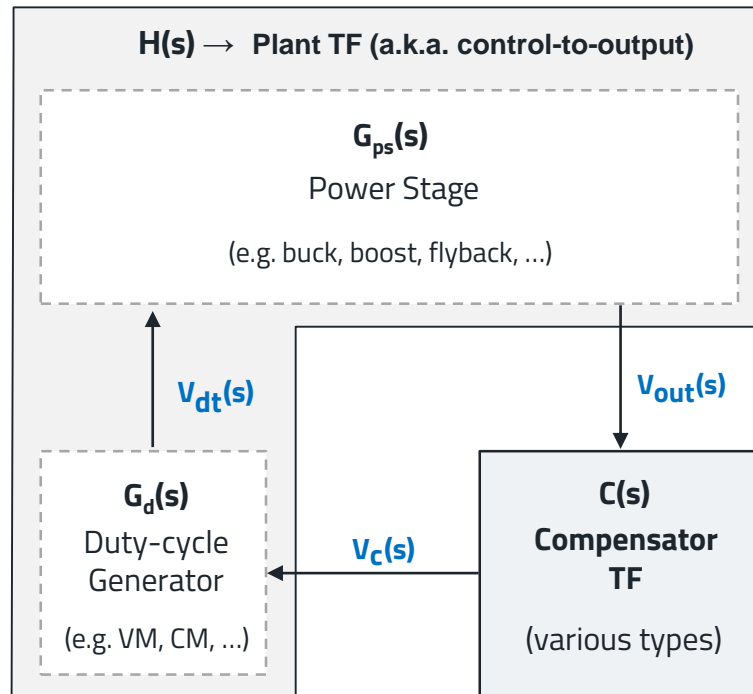 H(s) → Plant TF (a.k.a. control-to-output)
Gps(s)
Power Stage
(e.g. buck, boost, flyback, ...)
Vdt(s)
Vout(s)
Gd(s)
Duty-cycle
Generator
(e.g. VM, CM, ...)
Vc(s)
C(s)
Compensator
TF
(various types)